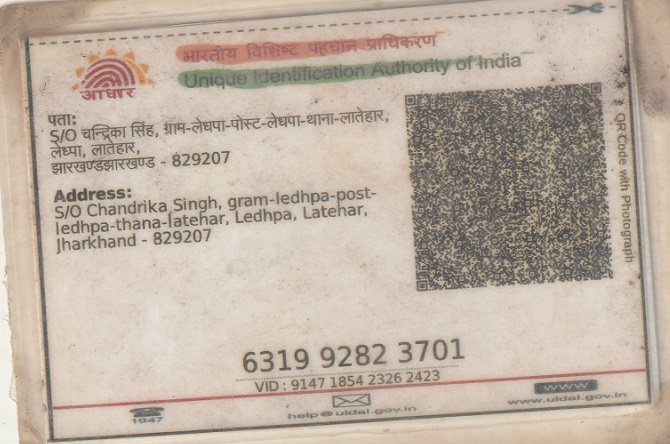 भारतीय विशिष्ट पहचान प्राधिकरण
Unique Identification Authority of India
आधार
पता:
S/O चन्द्रिका सिंह, ग्राम-लेधपा-पोस्ट-लेधपा-थाना-लातेहार,
लेध्पा, लातेहार,
झारखण्डझारखण्ड - 829207
Address:
S/O Chandrika Singh, gram-ledhpa-post-
ledhpa-thana-latehar, Ledhpa, Latehar,
Jharkhand - 829207
QR Code with Photograph
6319 9282 3701
VID : 9147 1854 2326 2423
1947
help@uidai.gov.in
www
www.uidai.gov.in